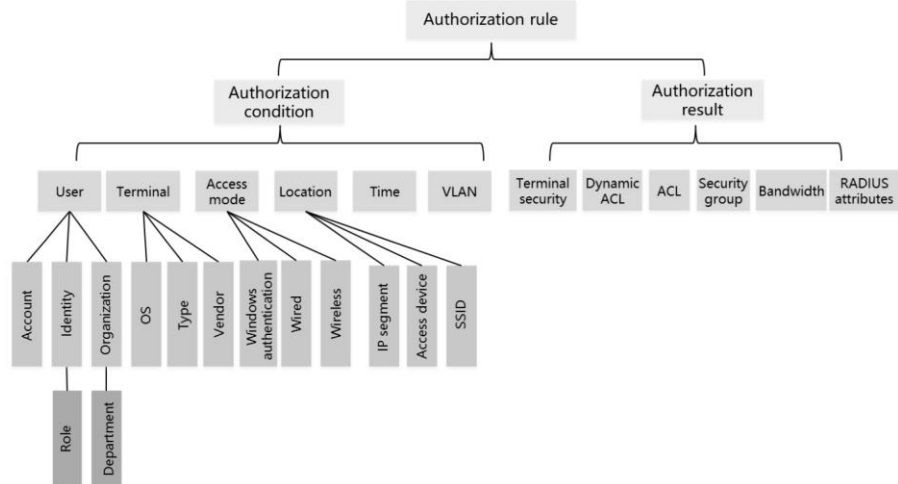 Authorization rule
Authorization
condition
Authorization
result
User
Terminal
Access
mode
Location
Time
VLAN
Terminal
security
Dynamic
ACL
ACL
Security
group
Bandwidth
RADIUS
attributes
Account
Identity
Organization
OS
Type
Vendor
Windows
authentication
Wired
Wireless
IP segment
Access device
SSID
Role
Department